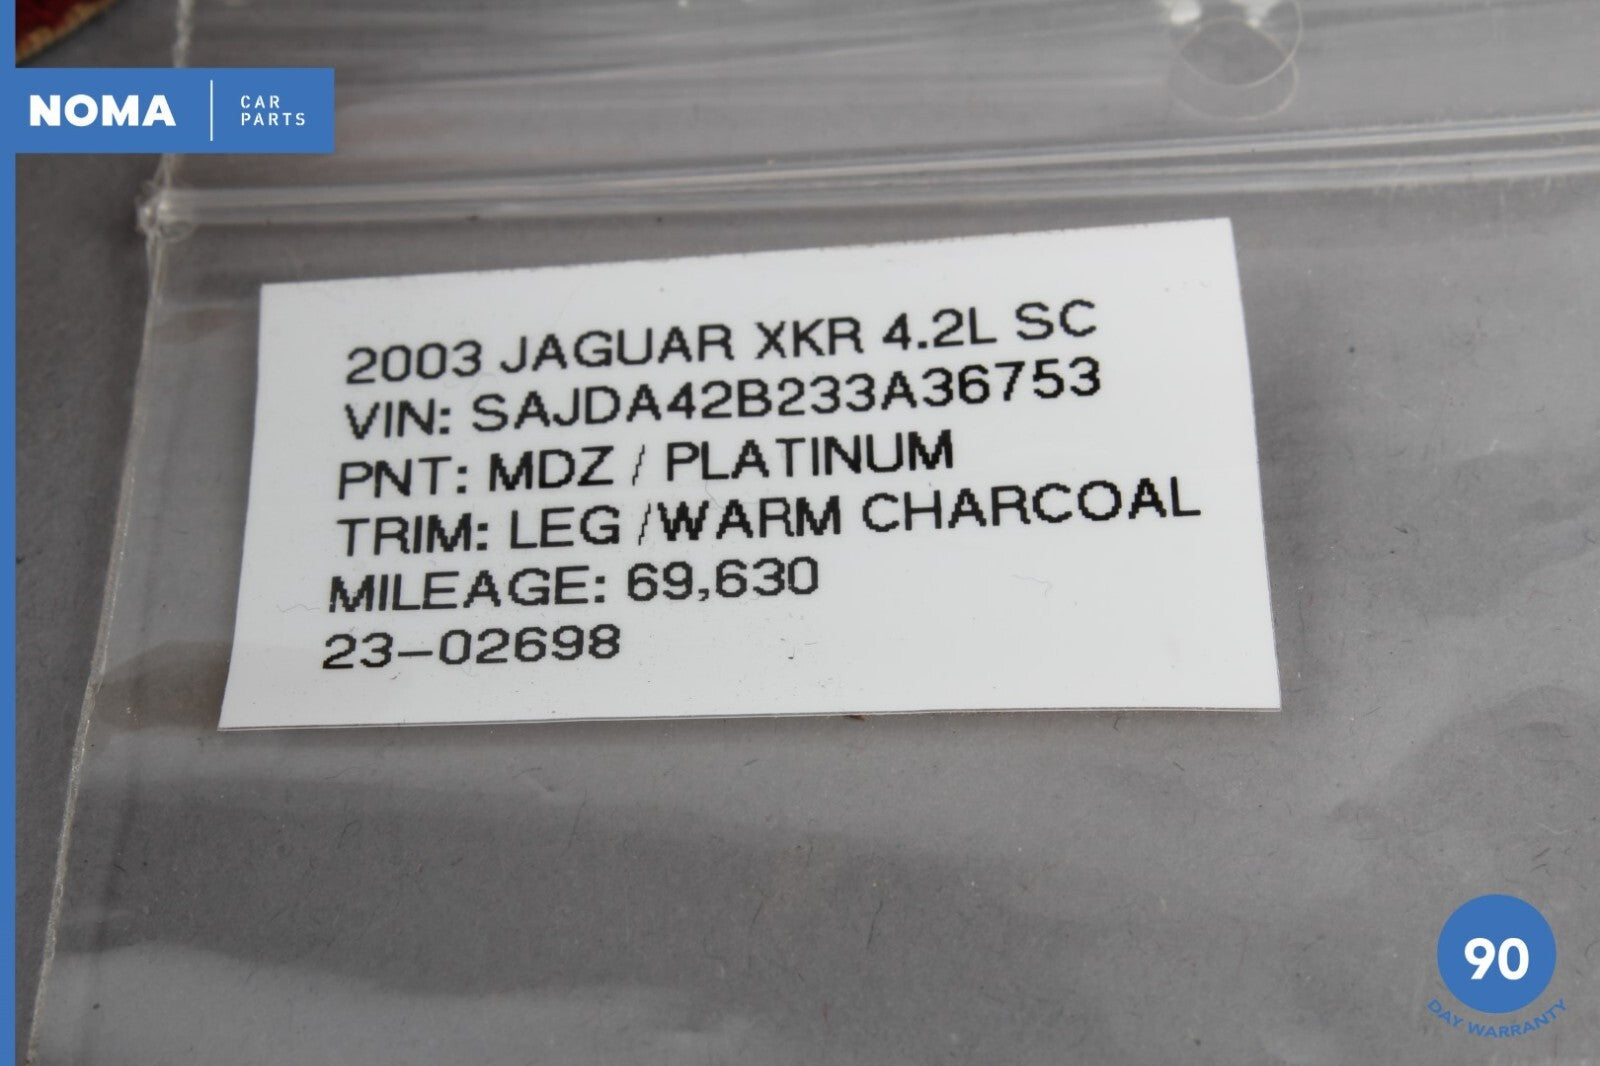 NOMA
CAR
PARTS
2003 JAGUAR XKR 4.2L SC
VIN: SAJDA42B233A36753
PNT: MDZ / PLATINUM
TRIM: LEG /WARM CHARCOAL
MILEAGE: 69,630
23-02698
90
DAY WARRANTY